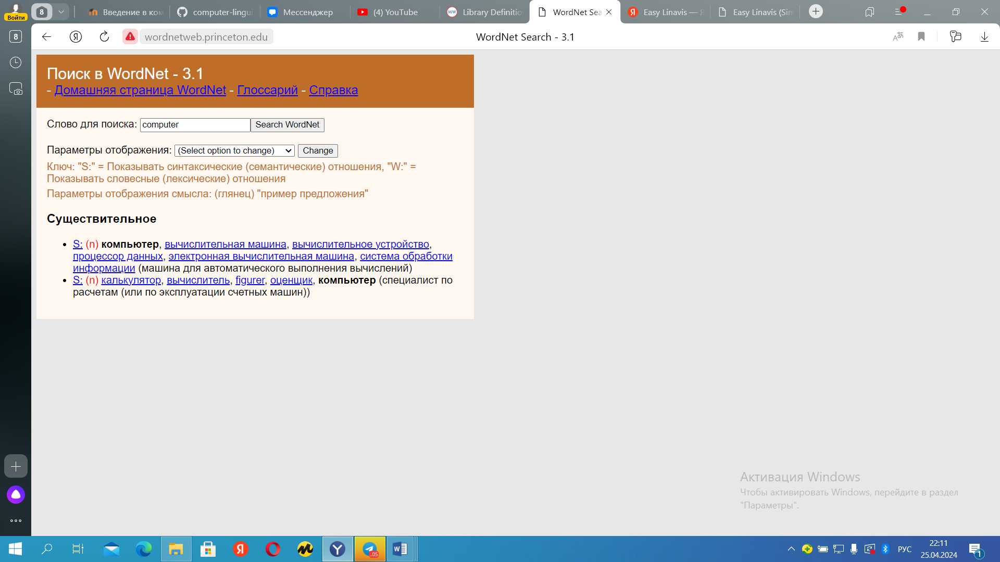 Войти
8
Введение в ком
computer-lingui
Мессенджер
(4) YouTube
Library Definitio
WordNet Sea
Easy Linavis — Я
Easy Linavis (Sim
8
wordnetweb.princeton.edu
WordNet Search - 3.1
Поиск в WordNet - 3.1
- Домашняя страница WordNet - Глоссарий - Справка
Слово для поиска: computer Search WordNet
Параметры отображения: (Select option to change) Change
Ключ: "S:" = Показывать синтаксические (семантические) отношения, "W:" =
Показывать словесные (лексические) отношения
Параметры отображения смысла: (глянец) "пример предложения"
Существительное
• S: (n) компьютер, вычислительная машина, вычислительное устройство,
процессор данных, электронная вычислительная машина, система обработки
информации (машина для автоматического выполнения вычислений)
• S: (n) калькулятор, вычислитель, figurer, оценщик, компьютер (специалист по
расчетам (или по эксплуатации счетных машин))
Активация Windows
Чтобы активировать Windows, перейдите в раздел
"Параметры".
РУС
22:11
25.04.2024
1